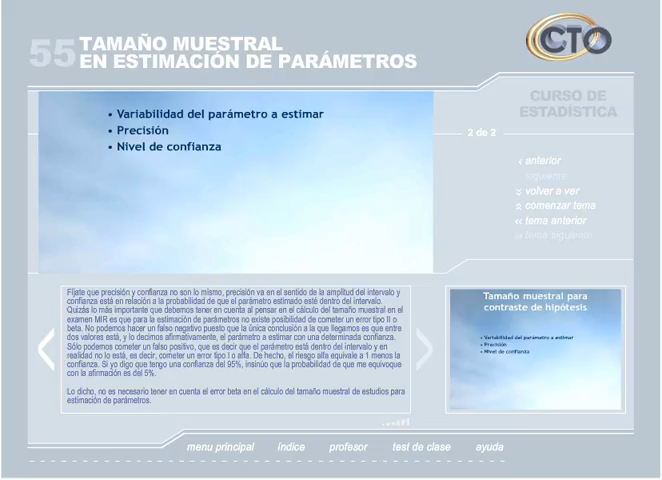 55 TAMAÑO MUESTRAL
EN ESTIMACIÓN DE PARÁMETROS
CTO
CURSO DE
ESTADÍSTICA
2 de 2
• Variabilidad del parámetro a estimar
• Precisión
• Nivel de confianza
anterior
siguiente
volver a ver
comenzar tema
tema anterior
tema siguiente
Fíjate que precisión y confianza no son lo mismo, precisión va en el sentido de la amplitud del intervalo y
confianza está en relación a la probabilidad de que el parámetro estimado esté dentro del intervalo.
Quizás lo más importante que debemos tener en cuenta al pensar en el cálculo del tamaño muestral en el
examen MIR es que para la estimación de parámetros no existe posibilidad de cometer un error tipo II o
beta. No podemos hacer un falso negativo puesto que la única conclusión a la que llegamos es que entre
dos valores está, y lo decimos afirmativamente, el parámetro a estimar con una determinada confianza.
Sólo podemos cometer un falso positivo, que es decir que el parámetro está dentro del intervalo y en
realidad no lo está, es decir, cometer un error tipo I o alfa. De hecho, el riesgo alfa equivale a 1 menos la
confianza. Si yo digo que tengo una confianza del 95%, insinúo que la probabilidad de que me equivoque
con la afirmación es del 5%.
Lo dicho, no es necesario tener en cuenta el error beta en el cálculo del tamaño muestral de estudios para
estimación de parámetros.
Tamaño muestral para
contraste de hipótesis
• Variabilidad del parámetro a estimar
• Precisión
• Nivel de confianza
menu principal índice profesor test de clase ayuda